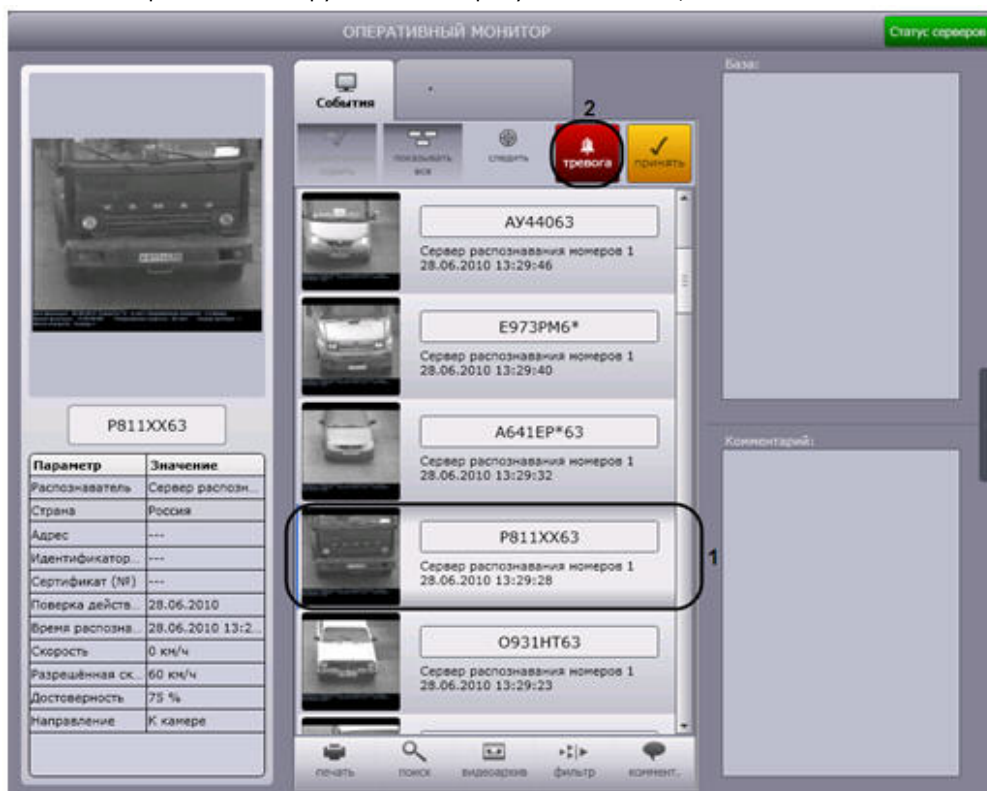 ОПЕРАТИВНЫЙ МОНИТОР
Статус серверов
События
2
показывать
все
следить
тревога
принять
АУ44063
Сервер распознавания номеров 1
28.06.2010 13:29:46
Е973РМ6*
Сервер распознавания номеров 1
28.06.2010 13:29:40
А641ЕР*63
Сервер распознавания номеров 1
28.06.2010 13:29:32
Р811ХХ63
Сервер распознавания номеров 1
28.06.2010 13:29:28
1
О931НТ63
Сервер распознавания номеров 1
28.06.2010 13:29:23
печать
поиск
видеоархив
фильтр
коммент.
Р811ХХ63
Параметр Значение
Распознаватель Сервер распозн...
Страна Россия
Адрес ---
Идентификатор... ---
Сертификат (№) ---
Поверка действ... 28.06.2010
Время распозна... 28.06.2010 13:2...
Скорость 0 км/ч
Разрешённая ск... 60 км/ч
Достоверность 75 %
Направление К камере
База:
Комментарий: